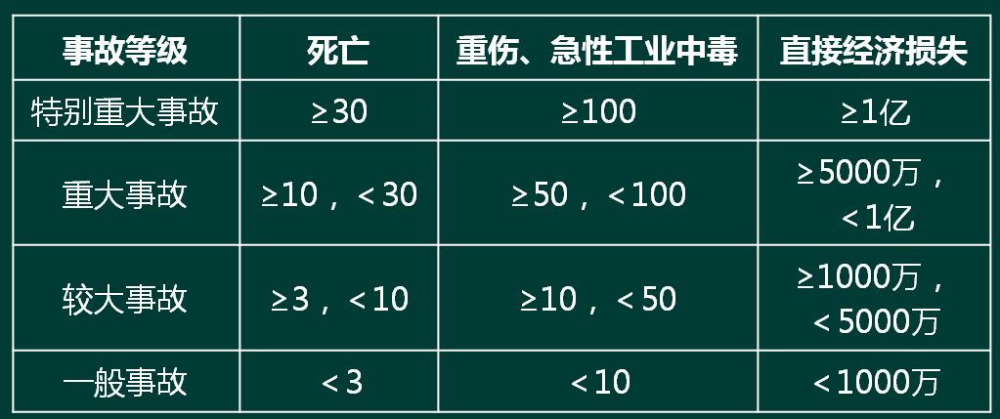 事故等级 死亡 重伤、急性工业中毒 直接经济损失
特别重大事故 ≥30 ≥100 ≥1亿
重大事故 ≥10，＜30 ≥50，＜100 ≥5000万，
＜1亿
较大事故 ≥3，＜10 ≥10，＜50 ≥1000万，
＜5000万
一般事故 ＜3 ＜10 ＜1000万